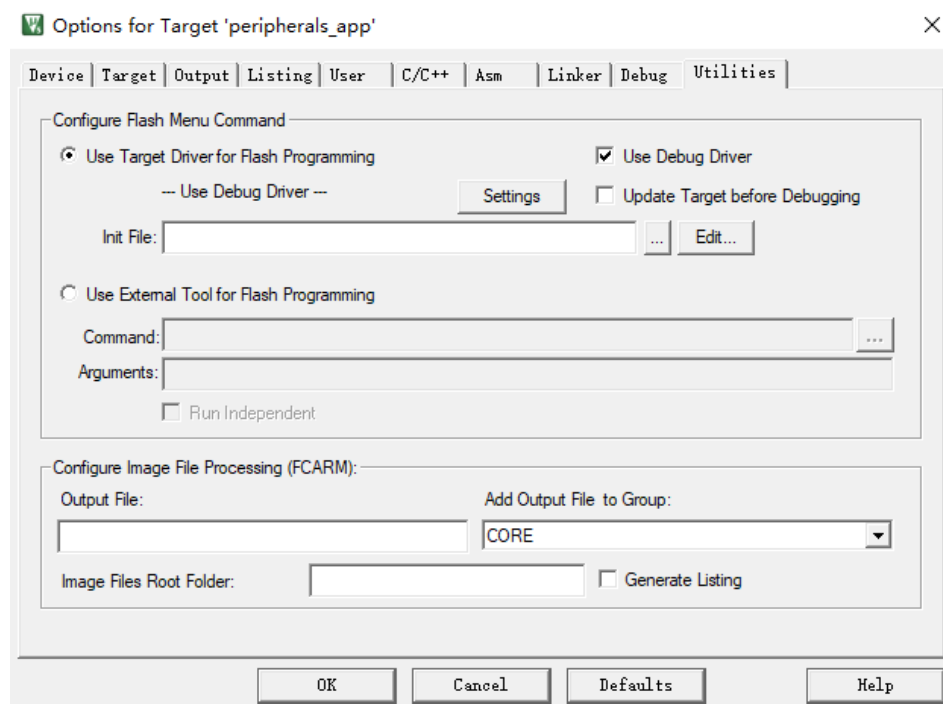 Options for Target 'peripherals_app'
Device Target Output Listing User C/C++ Asm Linker Debug Utilities
Configure Flash Menu Command
Use Target Driver for Flash Programming Use Debug Driver
--- Use Debug Driver --- Settings Update Target before Debugging
Init File: ... Edit...
Use External Tool for Flash Programming
Command: ...
Arguments:
Run Independent
Configure Image File Processing (FCARM):
Output File: Add Output File to Group:
CORE
Image Files Root Folder: Generate Listing
OK Cancel Defaults Help